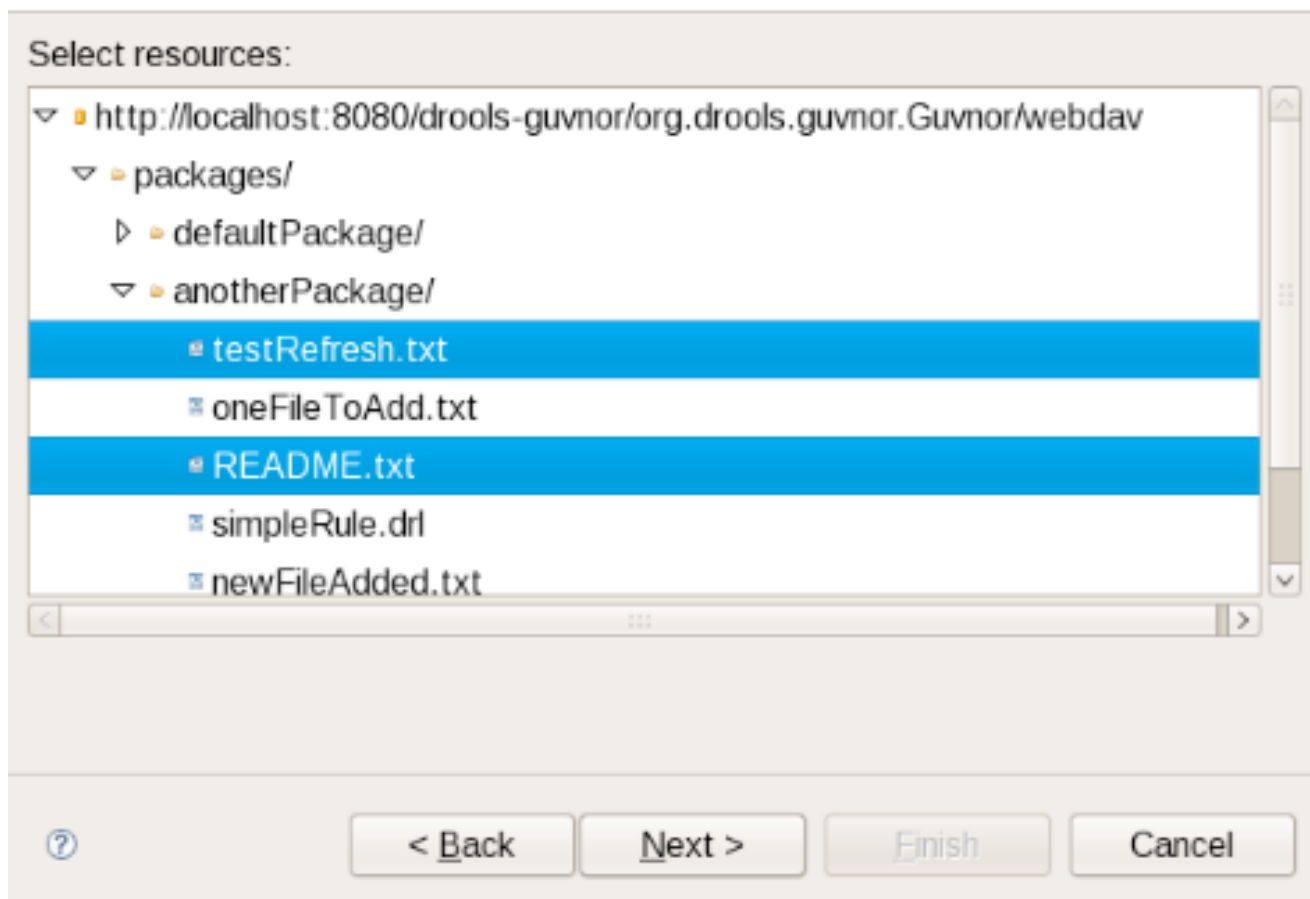 Select resources:
http://localhost:8080/drools-guvnor/org.drools.guvnor.Guvnor/webdav
packages/
defaultPackage/
anotherPackage/
testRefresh.txt
oneFileToAdd.txt
README.txt
simpleRule.drl
newFileAdded.txt
< Back Next > Finish Cancel